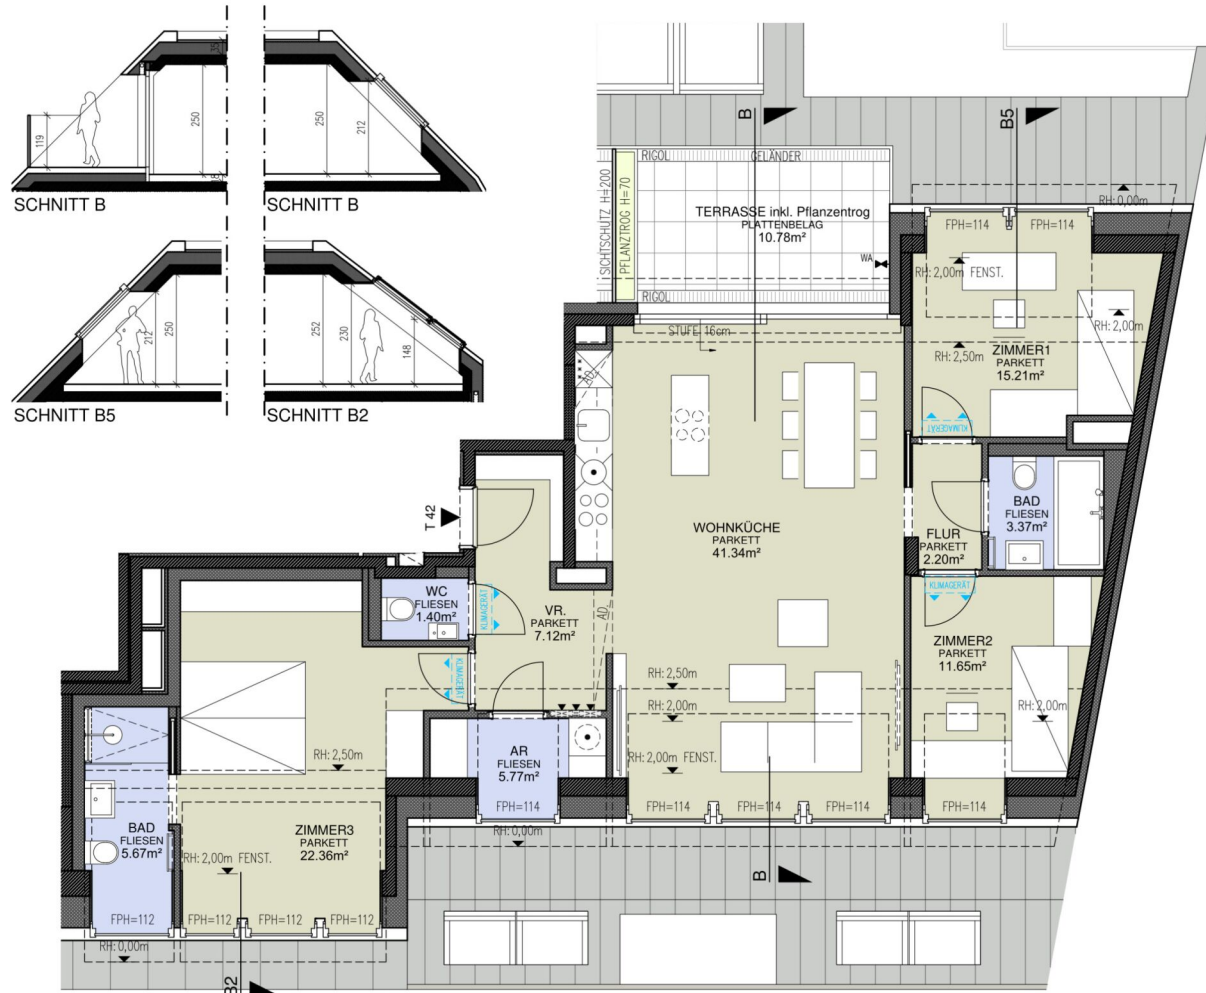 35
119
250
250
212
18
SCHNITT B
SCHNITT B
212
250
252
230
148
SCHNITT B5
SCHNITT B2
B
B5
RIGOL
GELÄNDER
SICHTSCHUTZ H=200
PFLANZTROG H=70
TERRASSE inkl. Pflanzentrog
PLATTENBELAG
10.78m²
WA
RIGOL
STUFE 16cm
RH: 0,00m
FPH=114
FPH=114
RH: 2,00m FENST.
RH: 2,00m
RH: 2,50m
ZIMMER1
PARKETT
15.21m²
KLIMAGERÄT
AD.
T 42
WOHNKÜCHE
PARKETT
41.34m²
FLUR
PARKETT
2.20m²
BAD
FLIESEN
3.37m²
KLIMAGERÄT
WC
FLIESEN
1.40m²
KLIMAGERÄT
VR.
PARKETT
7.12m²
AD.
KLIMAGERÄT
ZIMMER2
PARKETT
11.65m²
RH: 2,50m
RH: 2,00m
RH: 2,00m
RH: 2,00m FENST.
RH: 2,50m
AR
FLIESEN
5.77m²
FPH=114
FPH=114
FPH=114
FPH=114
FPH=114
RH: 0,00m
BAD
FLIESEN
5.67m²
ZIMMER3
PARKETT
22.36m²
RH: 2,00m FENST.
FPH=112
FPH=112
FPH=112
FPH=112
RH: 0,00m
B
B2